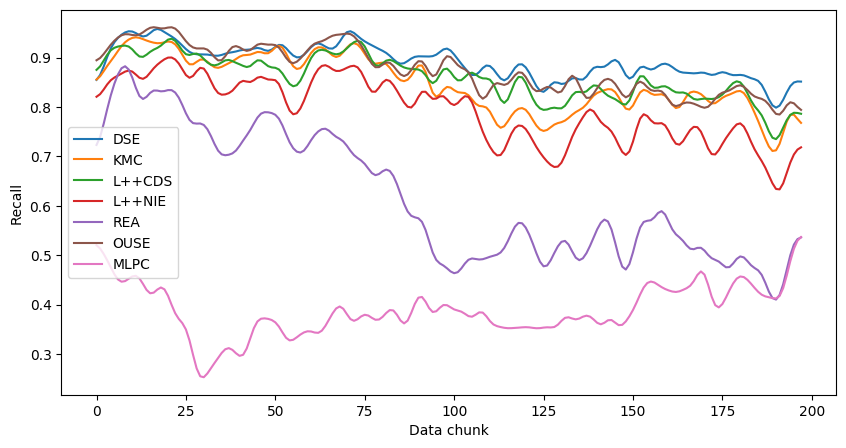 Recall
0.9
0.8
0.7
0.6
0.5
0.4
0.3
DSE
KMC
L++CDS
L++NIE
REA
OUSE
MLPC
0 25 50 75 100 125 150 175 200
Data chunk